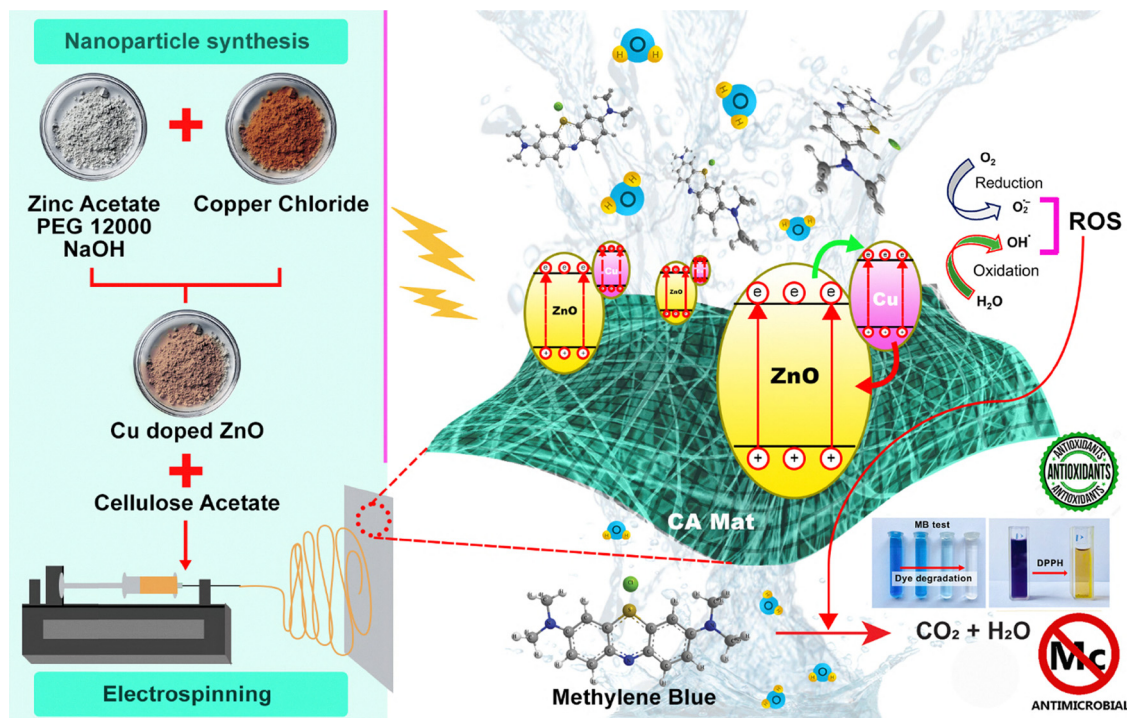 Nanoparticle synthesis
Zinc Acetate
PEG 12000
NaOH
Copper Chloride
Cu doped ZnO
Cellulose Acetate
Electrospinning
H
O
H
H
O
H
H
O
H
H
O
H
O₂
Reduction
O₂·⁻
OH·
Oxidation
H₂O
ROS
e e e
ZnO
+ + +
Cu
ZnO
Cu
ZnO
CA Mat
ANTIOXIDANTS
ANTIOXIDANTS
ANTIOXIDANTS
MB test
Dye degradation
DPPH
Methylene Blue
CO₂ + H₂O
Mc
ANTIMICROBIAL